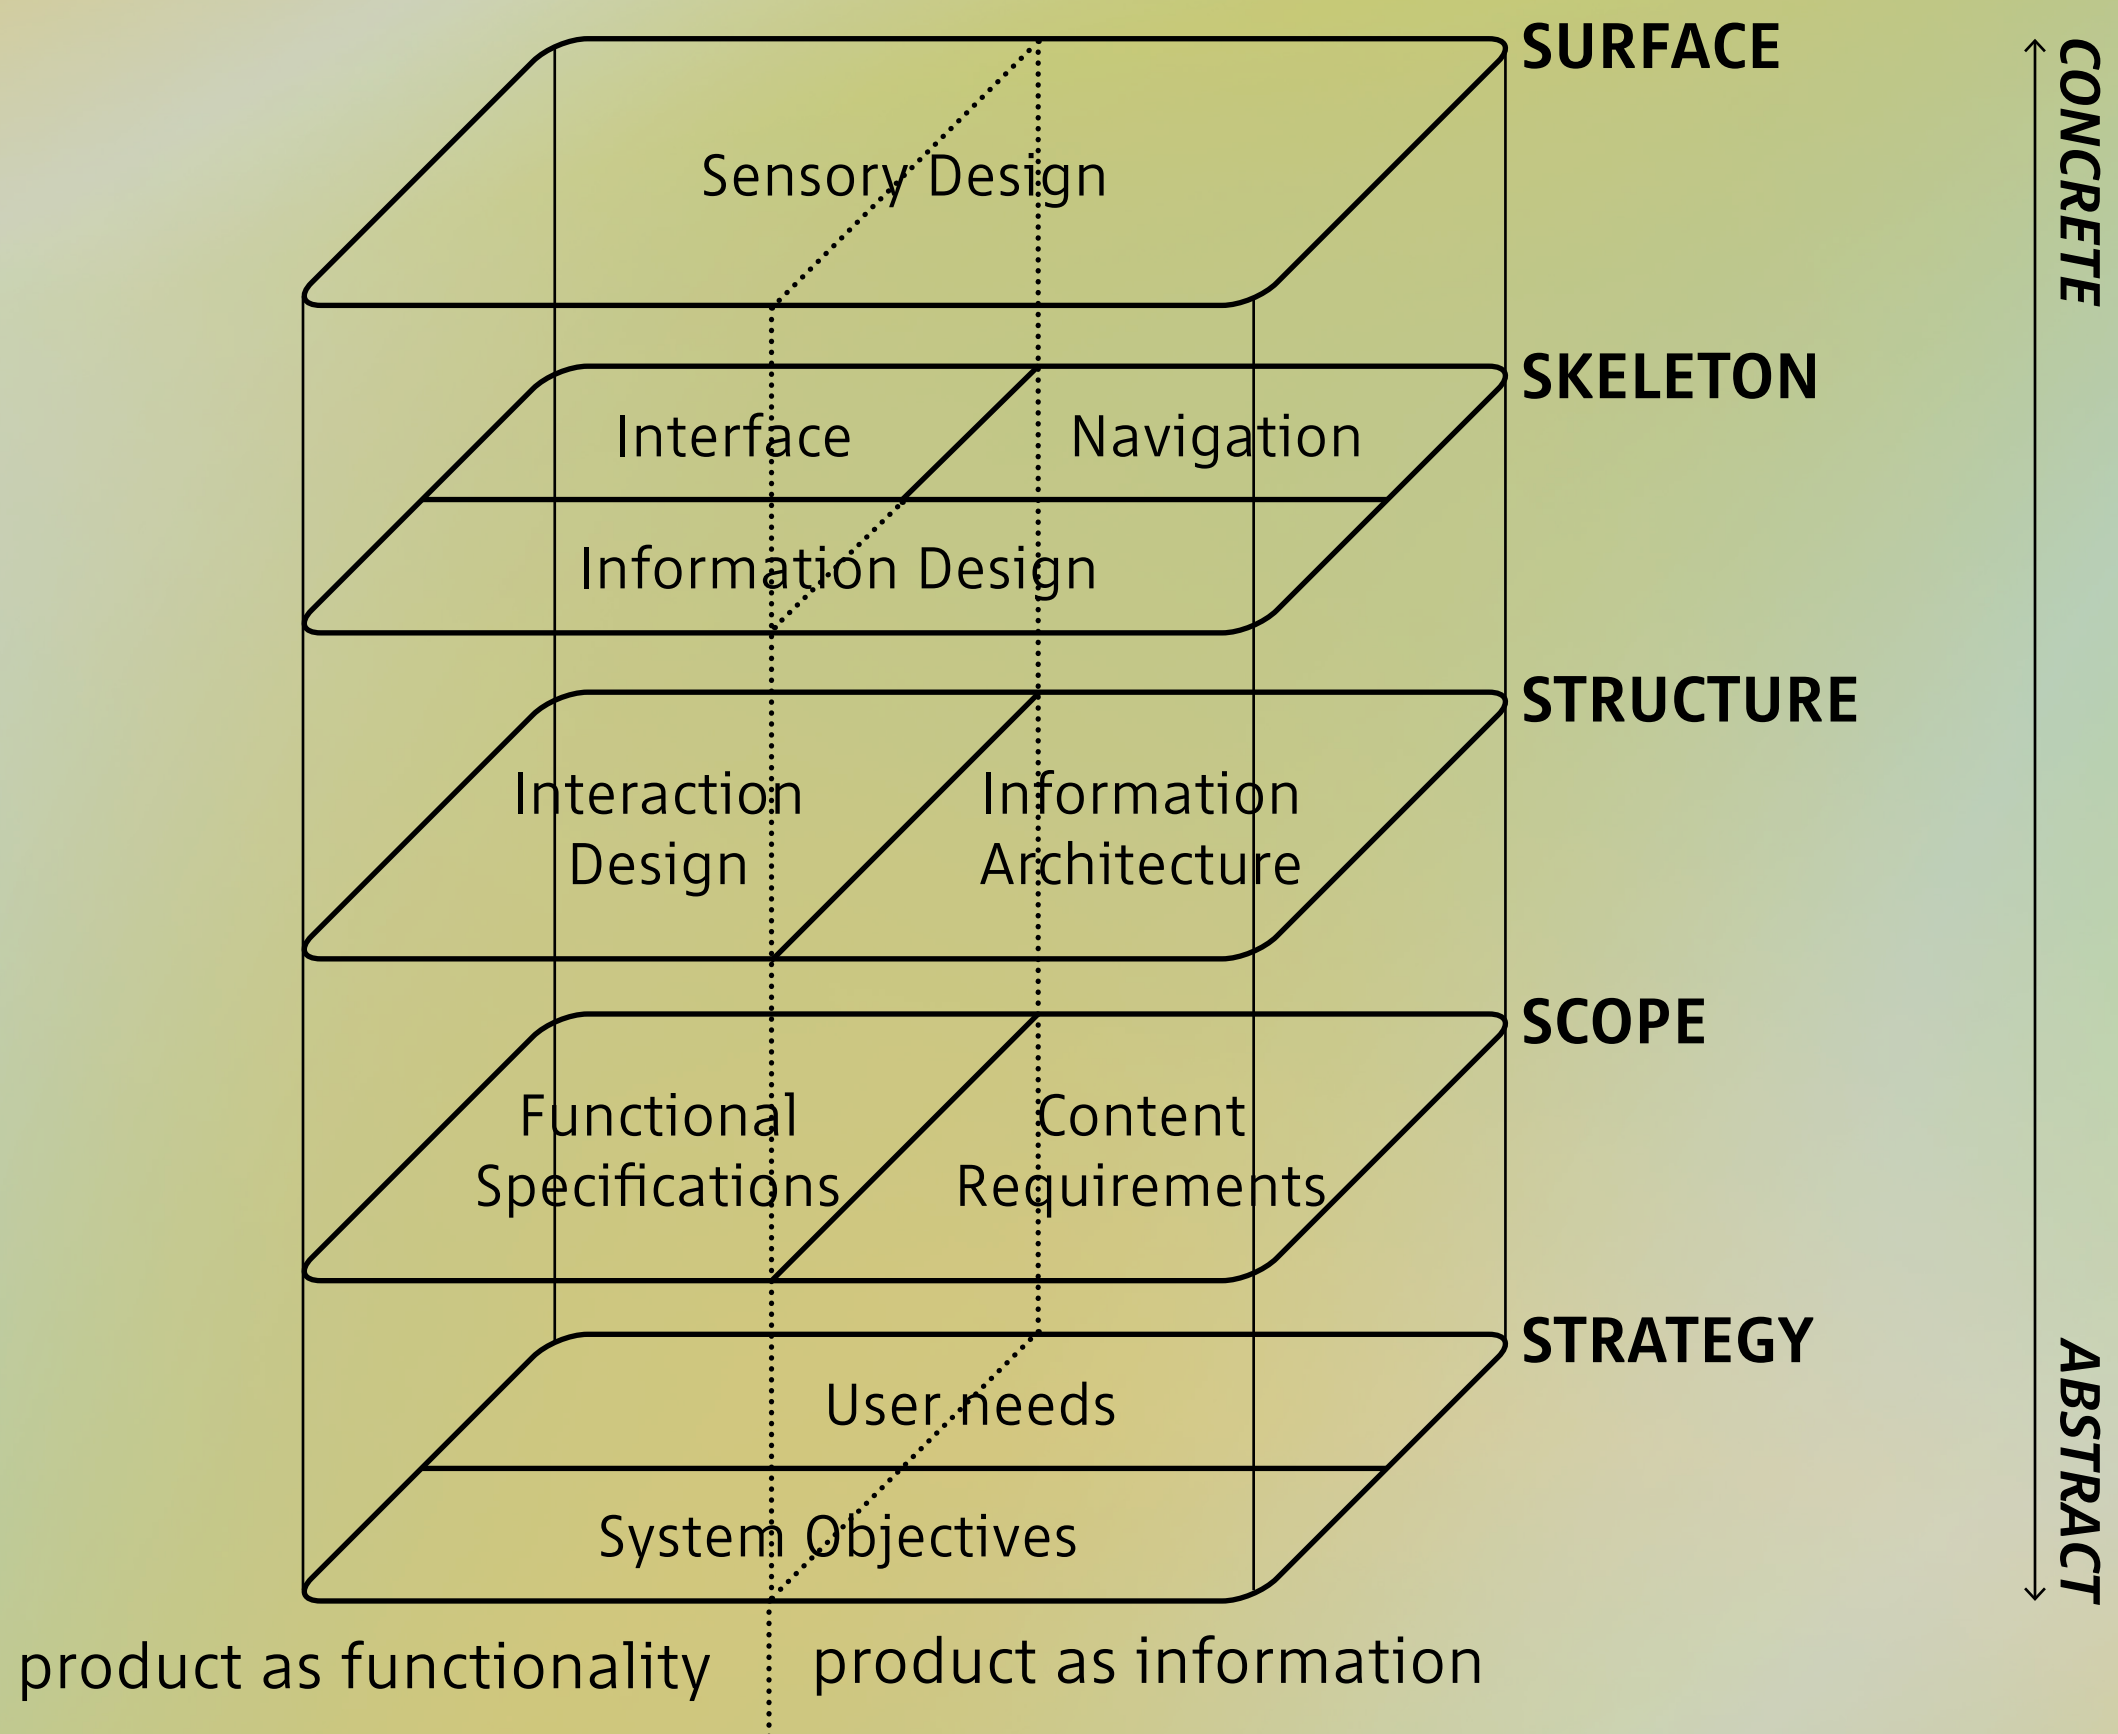 SURFACE
CONCRETE
Sensory Design
SKELETON
Interface
Navigation
Information Design
STRUCTURE
Interaction
Design
Information
Architecture
SCOPE
Functional
Specifications
Content
Requirements
STRATEGY
ABSTRACT
User needs
System Objectives
product as functionality
product as information